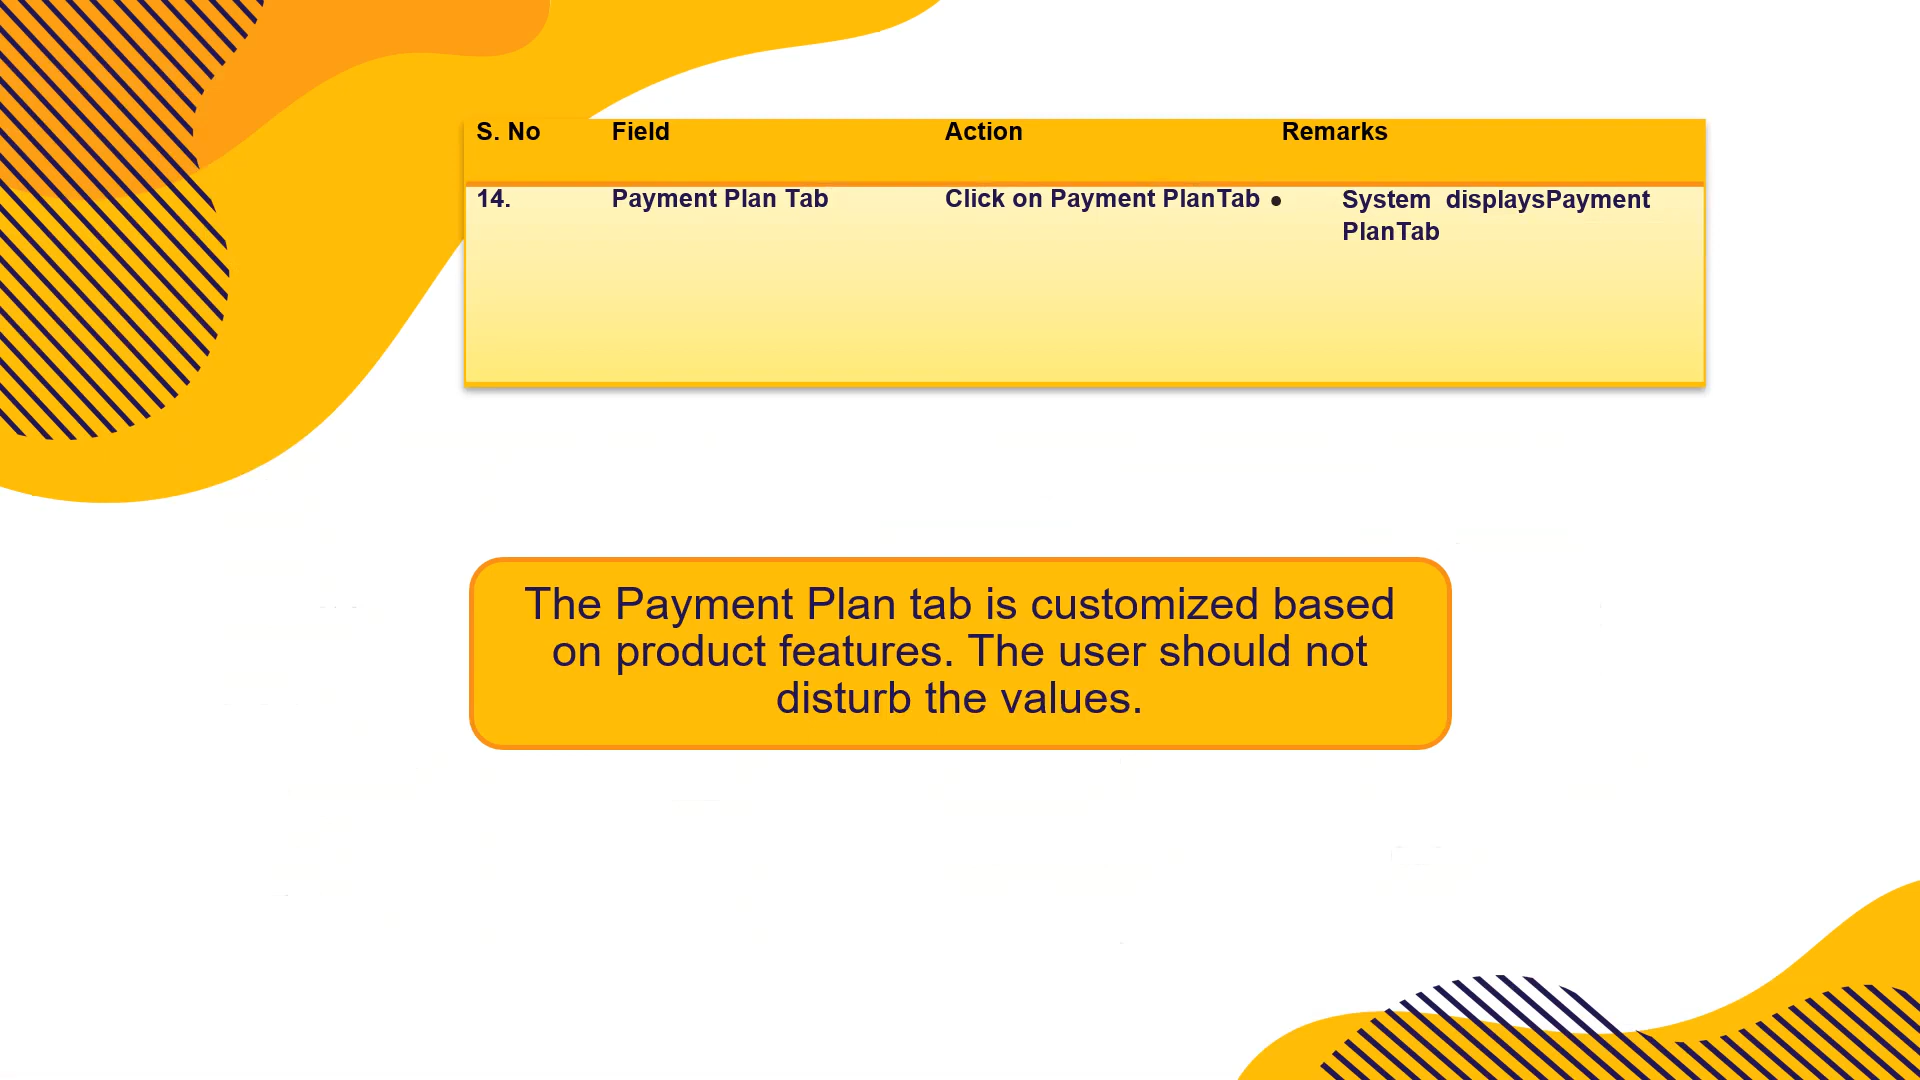 S. No Field Action Remarks
14. Payment Plan Tab Click on Payment PlanTab • System displaysPayment
PlanTab
The Payment Plan tab is customized based
on product features. The user should not
disturb the values.